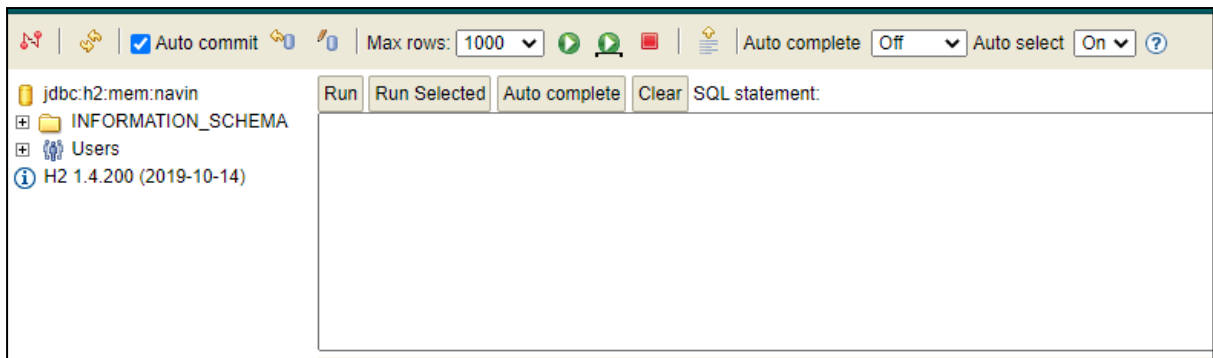 Auto commit Max rows: 1000 Auto complete Off Auto select On ?
jdbc:h2:mem:navin
INFORMATION_SCHEMA
Users
H2 1.4.200 (2019-10-14)
Run Run Selected Auto complete Clear SQL statement: